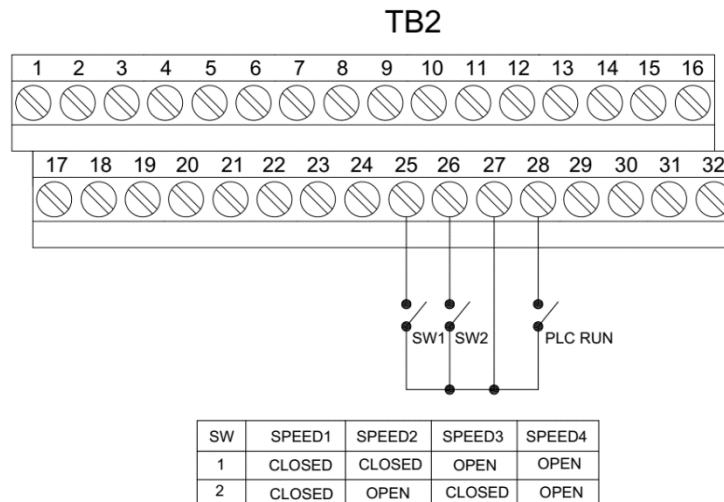 TB2
1 2 3 4 5 6 7 8 9 10 11 12 13 14 15 16
17 18 19 20 21 22 23 24 25 26 27 28 29 30 31 32
SW1 SW2 PLC RUN
SW SPEED1 SPEED2 SPEED3 SPEED4
1 CLOSED CLOSED OPEN OPEN
2 CLOSED OPEN CLOSED OPEN